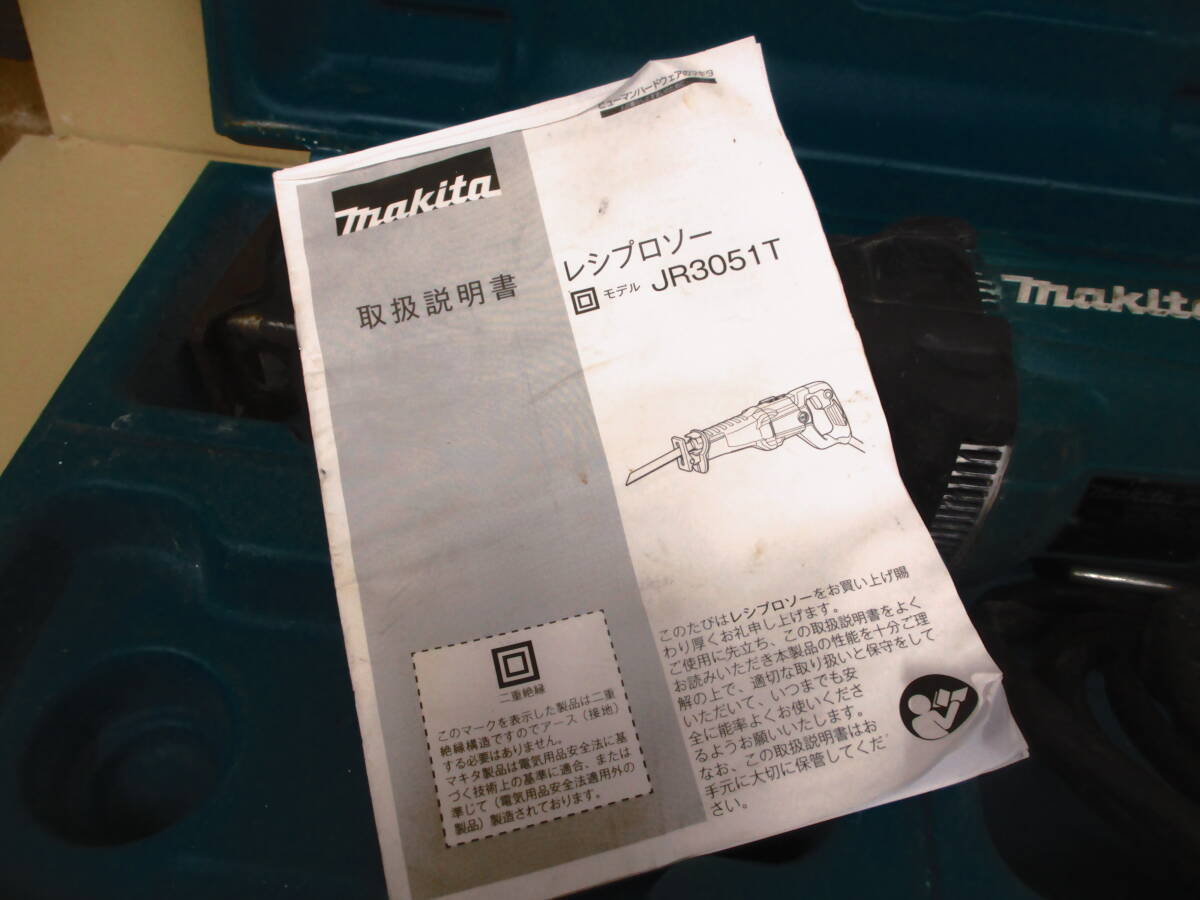 ヒューマンハードウェアのマキタ
makita
取扱説明書
レシプロソー
モデル JR3051T
makita
二重絶縁
このマークを表示した製品は二重
絶縁構造ですのでアース（接地）
する必要はありません。
マキタ製品は電気用品安全法に基
づく技術上の基準に適合、または
準じて（電気用品安全法適用外の
製品）製造されております。
このたびはレシプロソーをお買い上げ賜
わり厚くお礼申し上げます。
ご使用に先立ち、この取扱説明書をよく
お読みいただき本製品の性能を十分ご理
解の上で、適切な取り扱いと保守をして
いただいて、いつまでも安
全に能率よくお使いくださ
るようお願いいたします。
なお、この取扱説明書はお
手元に大切に保管してくだ
さい。